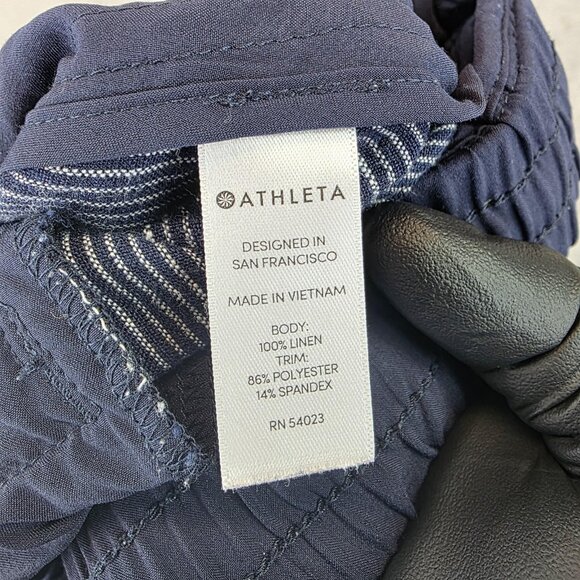 ATHLETA
DESIGNED IN
SAN FRANCISCO
MADE IN VIETNAM
BODY:
100% LINEN
TRIM:
86% POLYESTER
14% SPANDEX
RN 54023